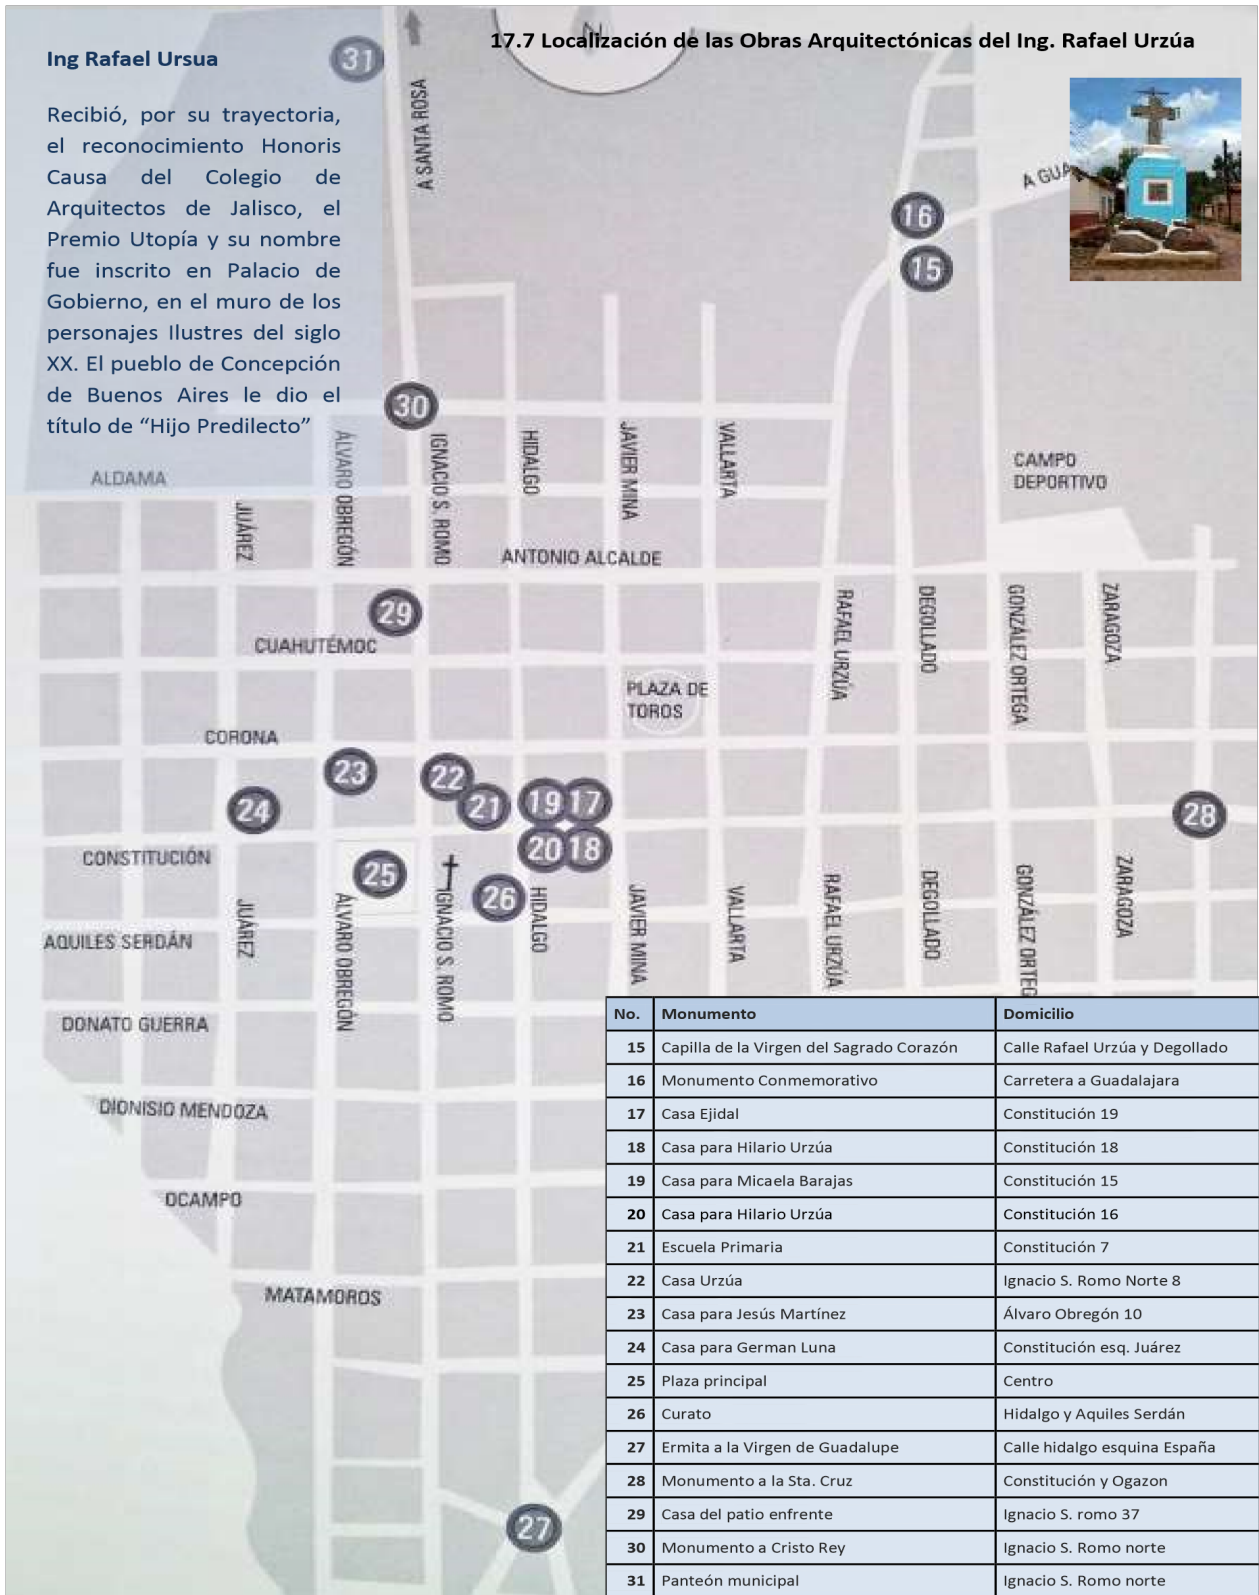 17.7 Localización de las Obras Arquitectónicas del Ing. Rafael Urzúa
Ing Rafael Ursua
Recibió, por su trayectoria,
el reconocimiento Honoris
Causa del Colegio de
Arquitectos de Jalisco, el
Premio Utopía y su nombre
fue inscrito en Palacio de
Gobierno, en el muro de los
personajes Ilustres del siglo
XX. El pueblo de Concepción
de Buenos Aires le dio el
título de “Hijo Predilecto”
31
N
A SANTA ROSA
A GUA
16
15
30
ÁLVARO OBREGÓN
IGNACIO S. ROMO
HIDALGO
JAVIER MINA
VALLARTA
CAMPO
DEPORTIVO
ALDAMA
JUÁREZ
ANTONIO ALCALDE
29
RAFAEL URZÚA
DEGOLLADO
GONZÁLEZ ORTEGA
ZARAGOZA
CUAHUTÉMOC
PLAZA DE
TOROS
CORONA
23
22
24
21
19
17
28
CONSTITUCIÓN
20
18
25
26
JUÁREZ
ÁLVARO OBREGÓN
IGNACIO S. ROMO
HIDALGO
JAVIER MINA
VALLARTA
RAFAEL URZÚA
DEGOLLADO
GONZÁLEZ ORTEG
ZARAGOZA
AQUILES SERDÁN
DONATO GUERRA
DIONISIO MENDOZA
OCAMPO
MATAMOROS
27
No. Monumento Domicilio
15 Capilla de la Virgen del Sagrado Corazón Calle Rafael Urzúa y Degollado
16 Monumento Conmemorativo Carretera a Guadalajara
17 Casa Ejidal Constitución 19
18 Casa para Hilario Urzúa Constitución 18
19 Casa para Micaela Barajas Constitución 15
20 Casa para Hilario Urzúa Constitución 16
21 Escuela Primaria Constitución 7
22 Casa Urzúa Ignacio S. Romo Norte 8
23 Casa para Jesús Martínez Álvaro Obregón 10
24 Casa para German Luna Constitución esq. Juárez
25 Plaza principal Centro
26 Curato Hidalgo y Aquiles Serdán
27 Ermita a la Virgen de Guadalupe Calle hidalgo esquina España
28 Monumento a la Sta. Cruz Constitución y Ogazon
29 Casa del patio enfrente Ignacio S. romo 37
30 Monumento a Cristo Rey Ignacio S. Romo norte
31 Panteón municipal Ignacio S. Romo norte